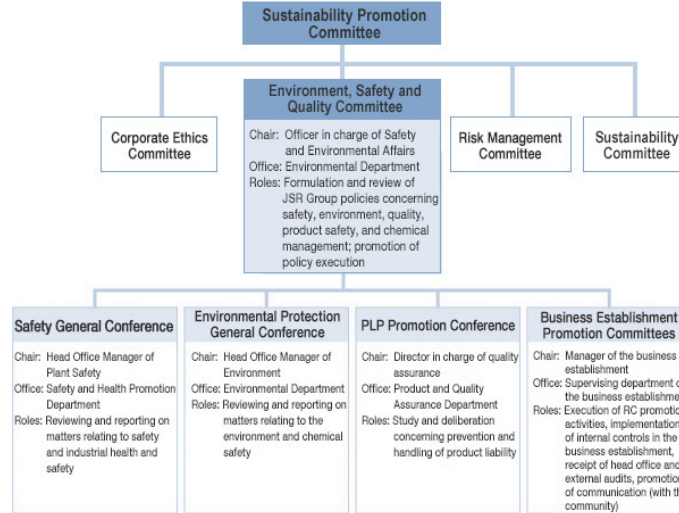 Sustainability Promotion
Committee
Corporate Ethics
Committee
Environment, Safety and
Quality Committee
Chair: Officer in charge of Safety
and Environmental Affairs
Office: Environmental Department
Roles: Formulation and review of
JSR Group policies concerning
safety, environment, quality,
product safety, and chemical
management; promotion of
policy execution
Risk Management
Committee
Sustainability
Committee
Safety General Conference
Chair: Head Office Manager of
Plant Safety
Office: Safety and Health Promotion
Department
Roles: Reviewing and reporting on
matters relating to safety
and industrial health and
safety
Environmental Protection
General Conference
Chair: Head Office Manager of
Environment
Office: Environmental Department
Roles: Reviewing and reporting on
matters relating to the
environment and chemical
safety
PLP Promotion Conference
Chair: Director in charge of quality
assurance
Office: Product and Quality
Assurance Department
Roles: Study and deliberation
concerning prevention and
handling of product liability
Business Establishment
Promotion Committees
Chair: Manager of the business
establishment
Office: Supervising department
the business
Roles: Execution of RC
activities, implementation
of internal controls in the
business establishment,
receipt of head office and
external audits,
of communication (with
community)